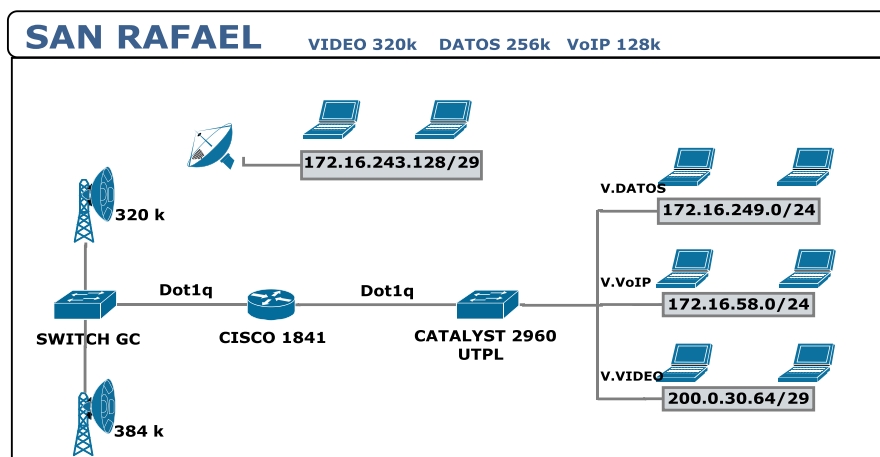 SAN RAFAEL VIDEO 320k DATOS 256k VoIP 128k
172.16.243.128/29
V.DATOS
172.16.249.0/24
320 k
V.VoIP
172.16.58.0/24
Dot1q Dot1q
SWITCH GC CISCO 1841 CATALYST 2960
UTPL
V.VIDEO
200.0.30.64/29
384 k